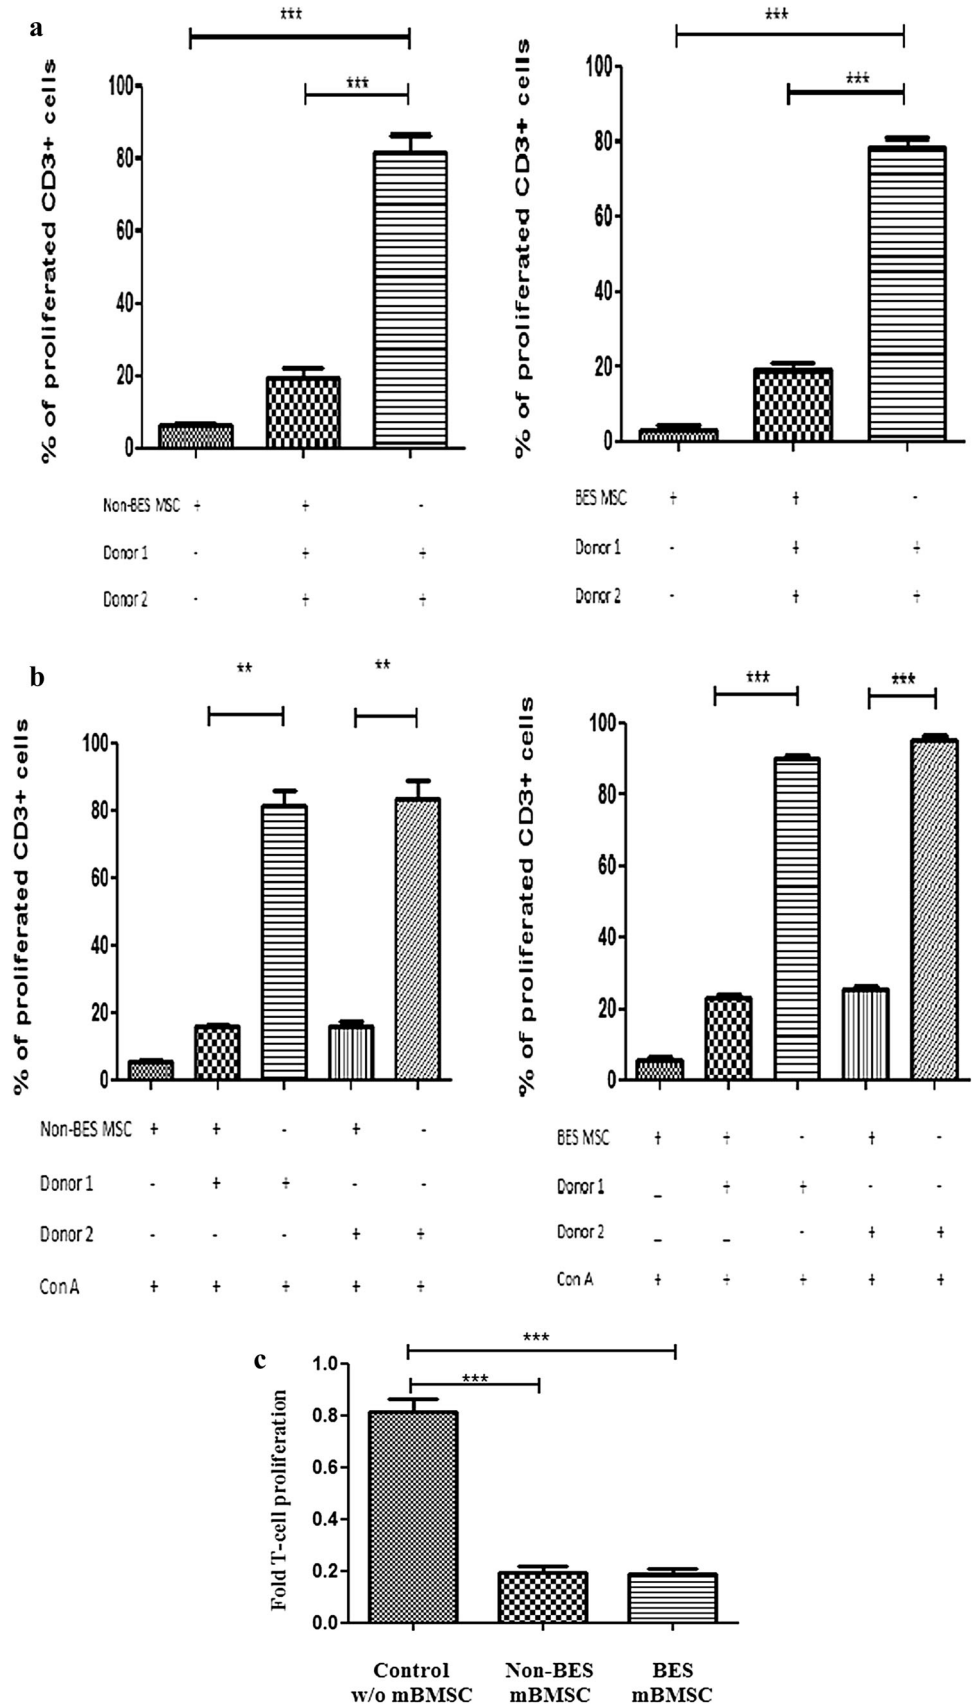 a
***
***
% of proliferated CD3+ cells
100
80
60
40
20
0
Non-BES MSC + + -
Donor 1 - + +
Donor 2 - + +
***
***
% of proliferated CD3+ cells
100
80
60
40
20
0
BES MSC + + -
Donor 1 - + +
Donor 2 - + +
b
**
**
% of proliferated CD3+ cells
100
80
60
40
20
0
Non-BES MSC + + - + -
Donor 1 - + + - -
Donor 2 - - - + +
Con A + + + + +
***
***
% of proliferated CD3+ cells
100
80
60
40
20
0
BES MSC + + - + -
Donor 1 _ + + - -
Donor 2 _ _ - + +
Con A + + + + +
c
***
***
Fold T-cell proliferation
1.0
0.8
0.6
0.4
0.2
0.0
Control
w/o mBMSC
Non-BES
mBMSC
BES
mBMSC